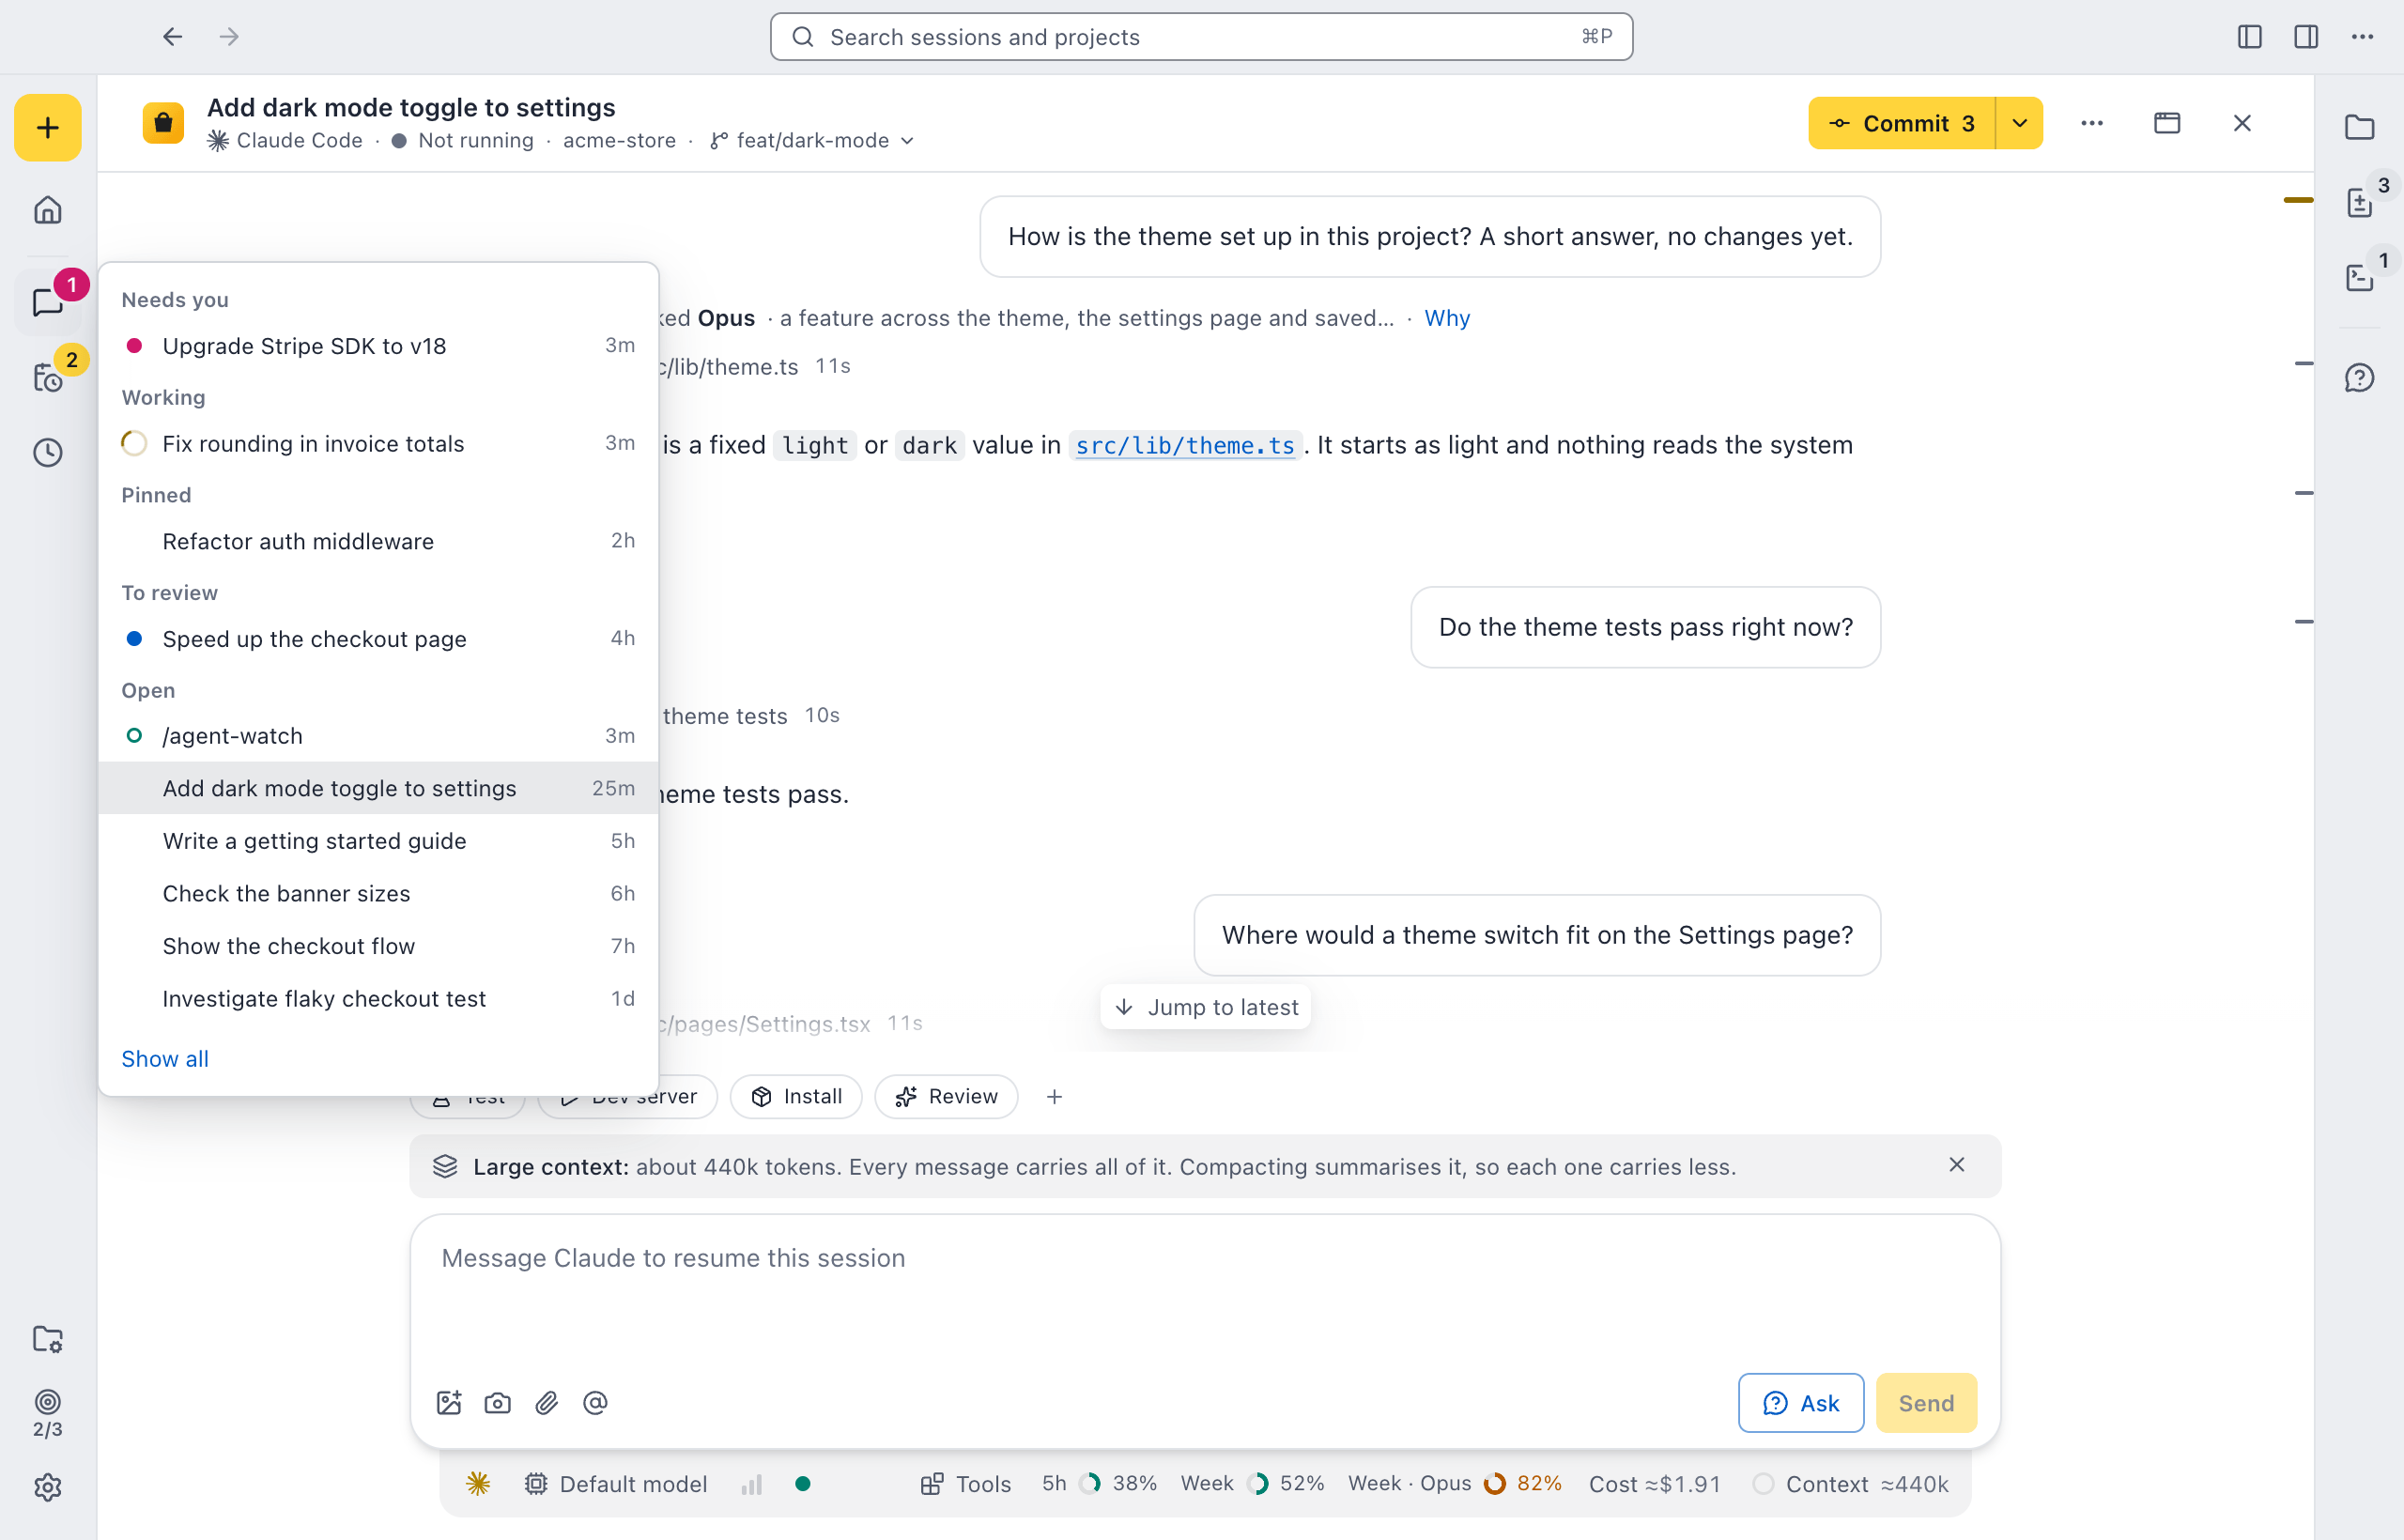 Search sessions and projects ⌘P
Add dark mode toggle to settings
Claude Code · Not running · acme-store · feat/dark-mode
Commit 3
3
1
1
2
How is the theme set up in this project? A short answer, no changes yet.
Opus · a feature across the theme, the settings page and saved… · Why
/lib/theme.ts 11s
is a fixed light or dark value in src/lib/theme.ts. It starts as light and nothing reads the system
Do the theme tests pass right now?
theme tests 10s
tests pass.
Where would a theme switch fit on the Settings page?
/pages/Settings.tsx 11s
Jump to latest
Needs you
Upgrade Stripe SDK to v18 3m
Working
Fix rounding in invoice totals 3m
Pinned
Refactor auth middleware 2h
To review
Speed up the checkout page 4h
Open
/agent-watch 3m
Add dark mode toggle to settings 25m
Write a getting started guide 5h
Check the banner sizes 6h
Show the checkout flow 7h
Investigate flaky checkout test 1d
Show all
Test Dev server Install Review
Large context: about 440k tokens. Every message carries all of it. Compacting summarises it, so each one carries less.
Message Claude to resume this session
Ask Send
2/3
Default model Tools 5h 38% Week 52% Week · Opus 82% Cost ≈$1.91 Context ≈440k